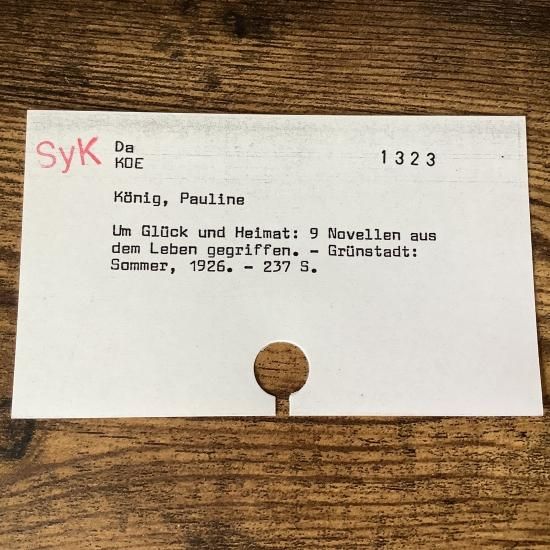 SyK
Da
KOE
1323
König, Pauline
Um Glück und Heimat: 9 Novellen aus
dem Leben gegriffen. – Grünstadt:
Sommer, 1926. – 237 S.